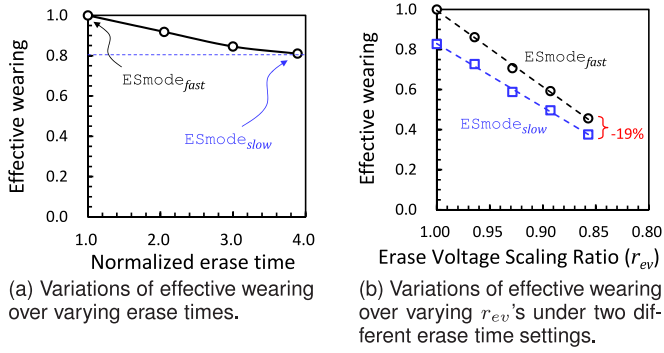 Effective wearing
1.0
0.8
0.6
0.4
0.2
0.0
ESmode_fast
ESmode_slow
1.0 2.0 3.0 4.0
Normalized erase time
(a) Variations of effective wearing
over varying erase times.
Effective wearing
1.0
0.8
0.6
0.4
0.2
0.0
ESmode_fast
ESmode_slow
-19%
1.00 0.95 0.90 0.85 0.80
Erase Voltage Scaling Ratio (r_ev)
(b) Variations of effective wearing
over varying r_ev's under two dif-
ferent erase time settings.